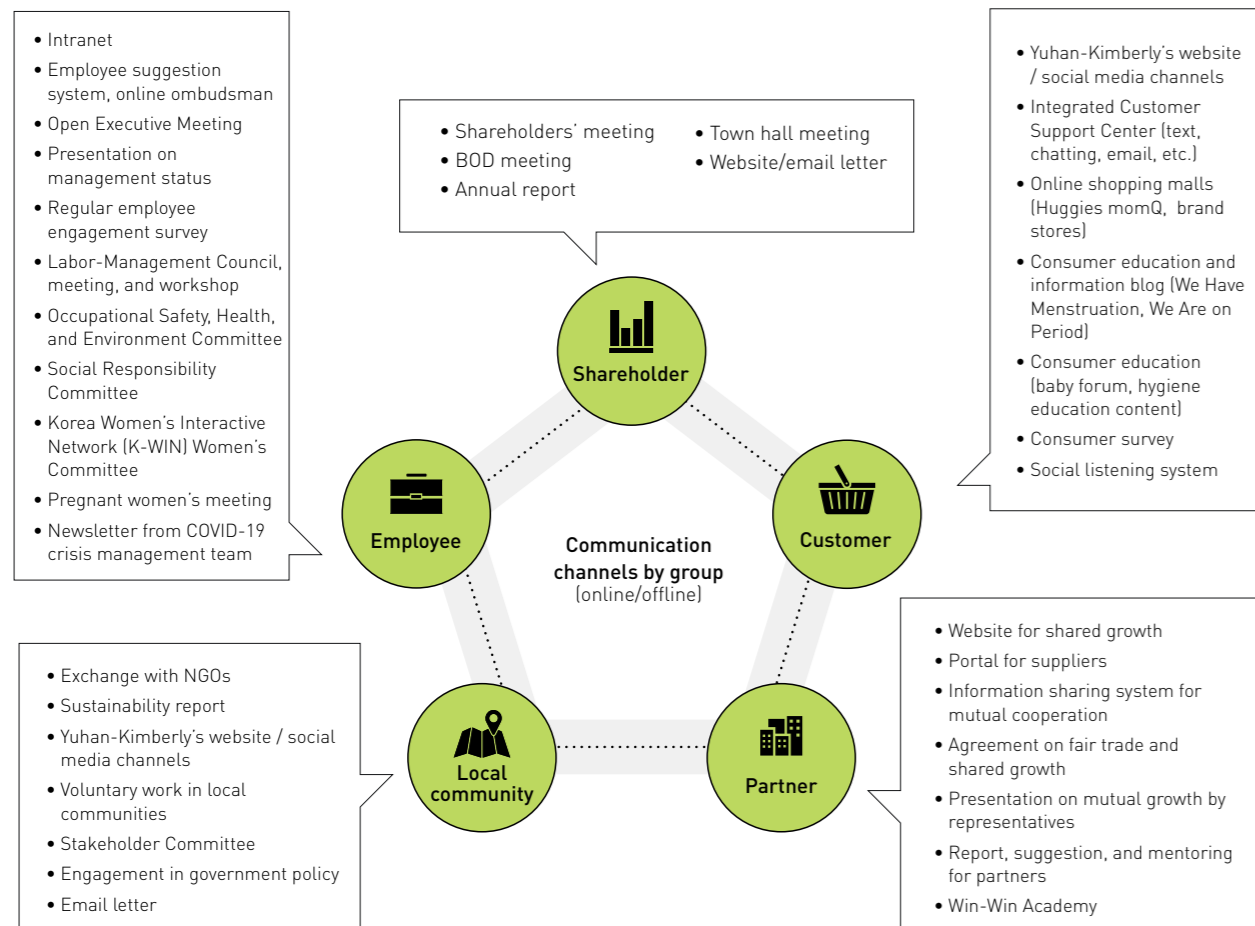 • Intranet
• Employee suggestion
system, online ombudsman
• Open Executive Meeting
• Presentation on
management status
• Regular employee
engagement survey
• Labor-Management Council,
meeting, and workshop
• Occupational Safety, Health,
and Environment Committee
• Social Responsibility
Committee
• Korea Women's Interactive
Network (K-WIN) Women's
Committee
• Pregnant women's meeting
• Newsletter from COVID-19
crisis management team
• Shareholders' meeting
• BOD meeting
• Annual report
• Town hall meeting
• Website/email letter
• Yuhan-Kimberly's website
/ social media channels
• Integrated Customer
Support Center (text,
chatting, email, etc.)
• Online shopping malls
(Huggies momQ, brand
stores)
• Consumer education and
information blog (We Have
Menstruation, We Are on
Period)
• Consumer education
(baby forum, hygiene
education content)
• Consumer survey
• Social listening system
Shareholder
Employee
Customer
Communication
channels by group
(online/offline)
Local
community
Partner
• Exchange with NGOs
• Sustainability report
• Yuhan-Kimberly's website / social
media channels
• Voluntary work in local
communities
• Stakeholder Committee
• Engagement in government policy
• Email letter
• Website for shared growth
• Portal for suppliers
• Information sharing system for
mutual cooperation
• Agreement on fair trade and
shared growth
• Presentation on mutual growth by
representatives
• Report, suggestion, and mentoring
for partners
• Win-Win Academy